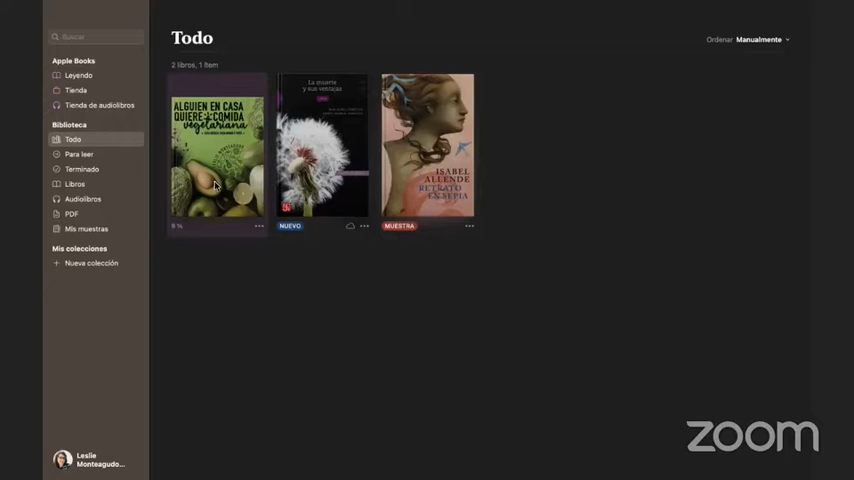 Buscar
Apple Books
Leyendo
Tienda
Tienda de audiolibros
Biblioteca
Todo
Para leer
Terminado
Libros
Audiolibros
PDF
Mis muestras
Mis colecciones
Nueva colección
Leslie
Monteagudo...
Todo
Ordenar Manualmente
2 libros, 1 ítem
ALGUIEN EN CASA
QUIERE COMIDA
vegetariana
La muerte
y sus ventajas
ISABEL
ALLENDE
RETRATO
EN SEPIA
NUEVO
MUESTRA
zoom